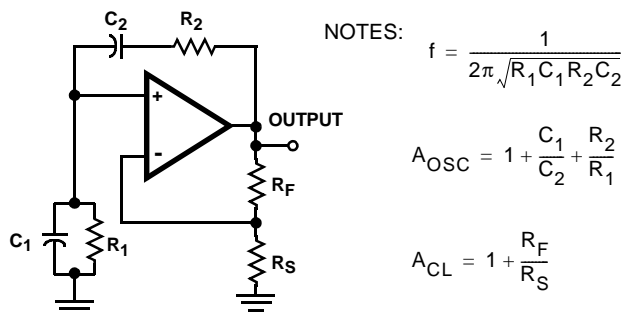 C2
R2
NOTES:
f = 1 / 2π√R1C1R2C2
+
OUTPUT
-
AOSC = 1 + C1/C2 + R2/R1
RF
C1
R1
RS
ACL = 1 + RF/RS